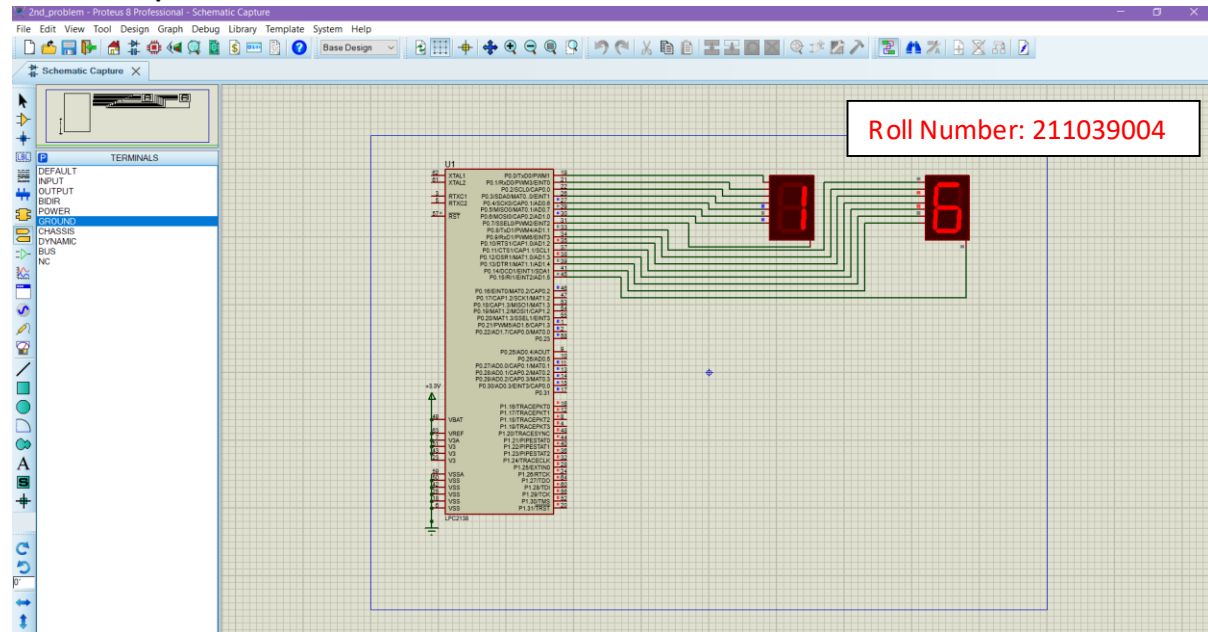 2nd_problem - Proteus 8 Professional - Schematic Capture
File Edit View Tool Design Graph Debug Library Template System Help
Base Design
Schematic Capture
Roll Number: 211039004
P TERMINALS
DEFAULT
INPUT
OUTPUT
BIDIR
POWER
GROUND
CHASSIS
DYNAMIC
BUS
NC
LBL
A
S
0°
U1
XTAL1
XTAL2
RTXC1
RTXC2
RST
P0.0/TxD0/PWM1
P0.1/RxD0/PWM3/EINT0
P0.2/SCL0/CAP0.0
P0.3/SDA0/MAT0.0/EINT1
P0.4/SCK0/CAP0.1/AD0.6
P0.5/MISO0/MAT0.1/AD0.7
P0.6/MOSI0/CAP0.2/AD1.0
P0.7/SSEL0/PWM2/EINT2
P0.8/TxD1/PWM4/AD1.1
P0.9/RxD1/PWM6/EINT3
P0.10/RTS1/CAP1.0/AD1.2
P0.11/CTS1/CAP1.1/SCL1
P0.12/DSR1/MAT1.0/AD1.3
P0.13/DTR1/MAT1.1/AD1.4
P0.14/DCD1/EINT1/SDA1
P0.15/RI1/EINT2/AD1.5
P0.16/EINT0/MAT0.2/CAP0.2
P0.17/CAP1.2/SCK1/MAT1.2
P0.18/CAP1.3/MISO1/MAT1.3
P0.19/MAT1.2/MOSI1/CAP1.2
P0.20/MAT1.3/SSEL1/EINT3
P0.21/PWM5/AD1.6/CAP1.3
P0.22/AD1.7/CAP0.0/MAT0.0
P0.23
P0.25/AD0.4/AOUT
P0.26/AD0.5
P0.27/AD0.0/CAP0.1/MAT0.1
P0.28/AD0.1/CAP0.2/MAT0.2
P0.29/AD0.2/CAP0.3/MAT0.3
P0.30/AD0.3/EINT3/CAP0.0
P0.31
+3.3V
P1.16/TRACEPKT0
P1.17/TRACEPKT1
P1.18/TRACEPKT2
P1.19/TRACEPKT3
P1.20/TRACESYNC
P1.21/PIPESTAT0
P1.22/PIPESTAT1
P1.23/PIPESTAT2
P1.24/TRACECLK
P1.25/EXTIN0
P1.26/RTCK
P1.27/TDO
P1.28/TDI
P1.29/TCK
P1.30/TMS
P1.31/TRST
VBAT
VREF
V3A
V3
V3
V3
VSSA
VSS
VSS
VSS
VSS
VSS
LPC2138
1 6